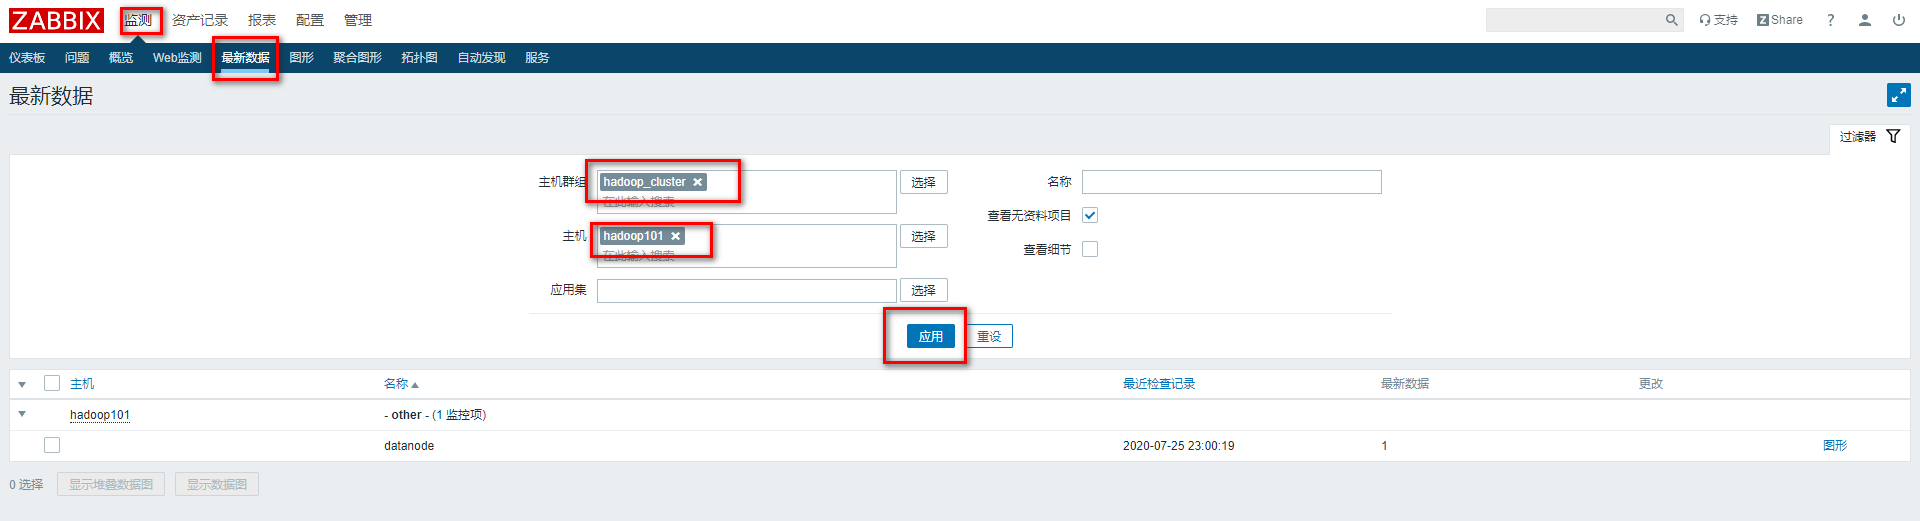 ZABBIX 监测 资产记录 报表 配置 管理 支持 Z Share ?
仪表板 问题 概览 Web监测 最新数据 图形 聚合图形 拓扑图 自动发现 服务
最新数据
过滤器
主机群组 hadoop_cluster 选择 名称
在此输入搜索
查看无资料项目
主机 hadoop101 选择
查看细节
在此输入搜索
应用集 选择
应用 重设
主机 名称 最近检查记录 最新数据 更改
hadoop101 - other - (1 监控项)
datanode 2020-07-25 23:00:19 1 图形
0 选择 显示堆叠数据图 显示数据图